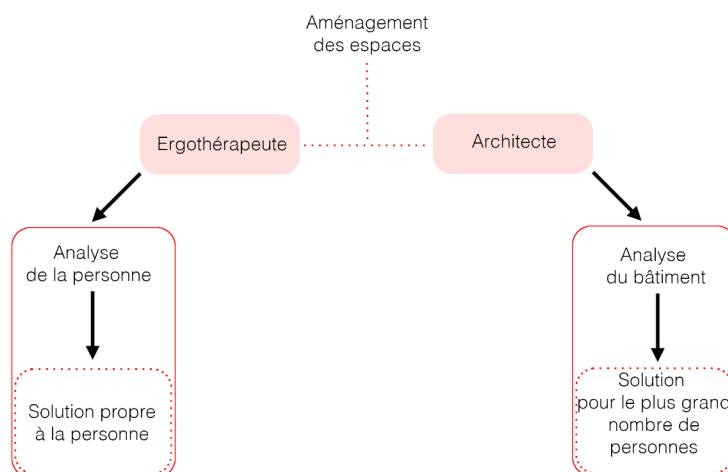 Aménagement
des espaces
Ergothérapeute
Architecte
Analyse
de la personne
Solution propre
à la personne
Analyse
du bâtiment
Solution
pour le plus grand
nombre de
personnes